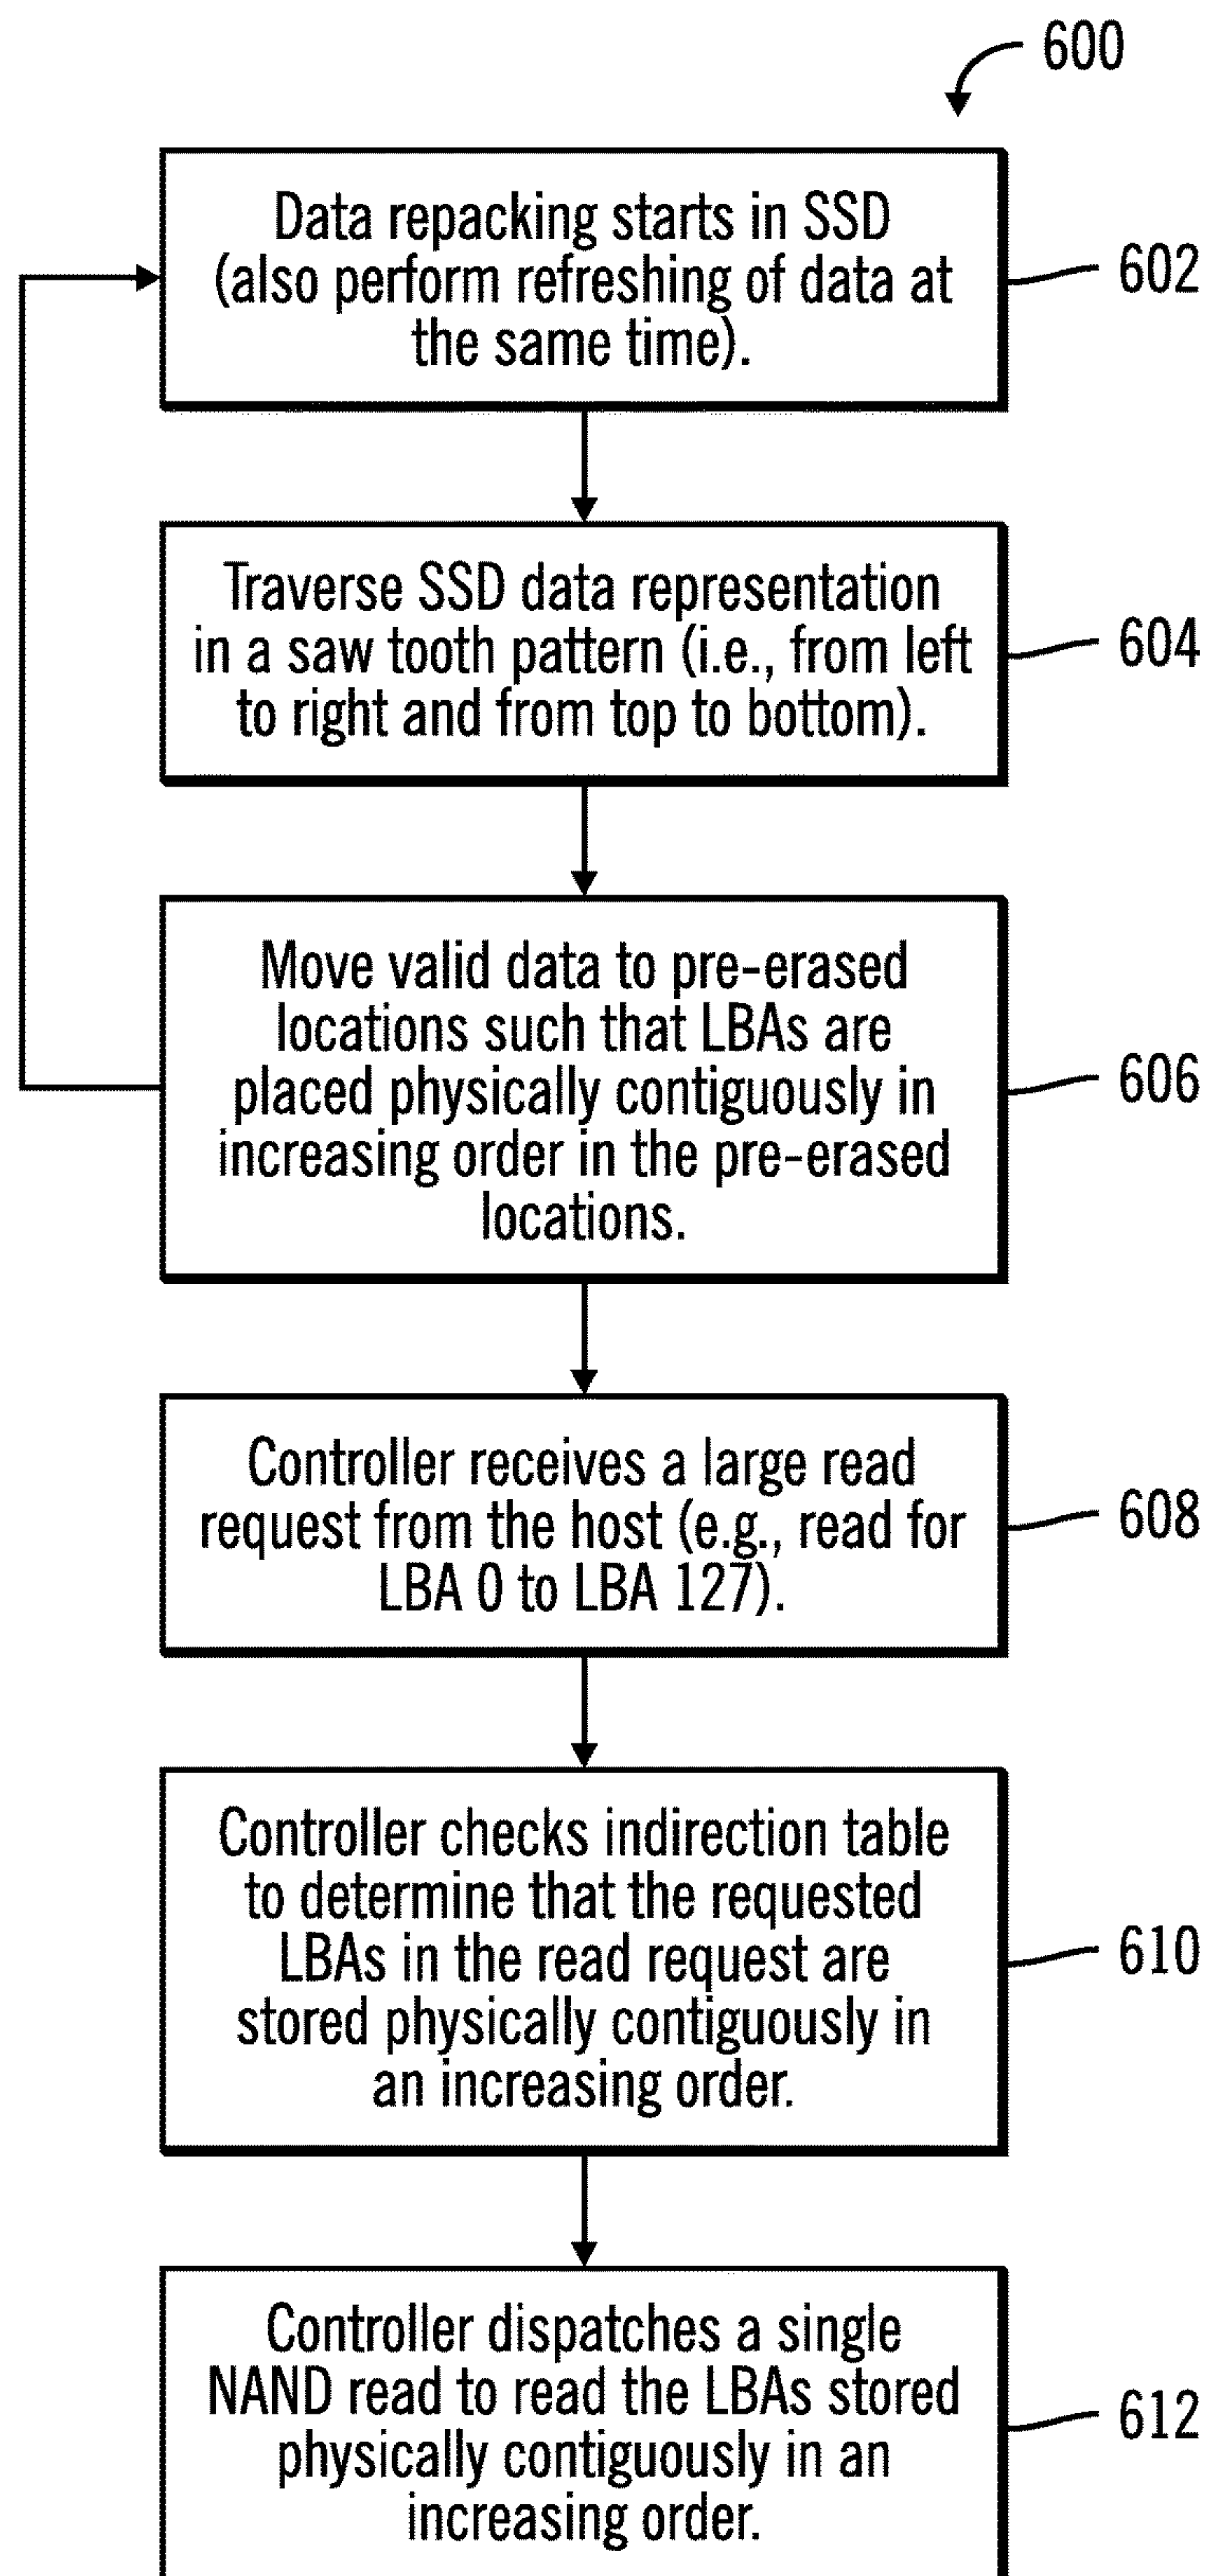 600
Data repacking starts in SSD
(also perform refreshing of data at
the same time).
602
Traverse SSD data representation
in a saw tooth pattern (i.e., from left
to right and from top to bottom).
604
Move valid data to pre-erased
locations such that LBAs are
placed physically contiguously in
increasing order in the pre-erased
locations.
606
Controller receives a large read
request from the host (e.g., read for
LBA 0 to LBA 127).
608
Controller checks indirection table
to determine that the requested
LBAs in the read request are
stored physically contiguously in
an increasing order.
610
Controller dispatches a single
NAND read to read the LBAs stored
physically contiguously in an
increasing order.
612